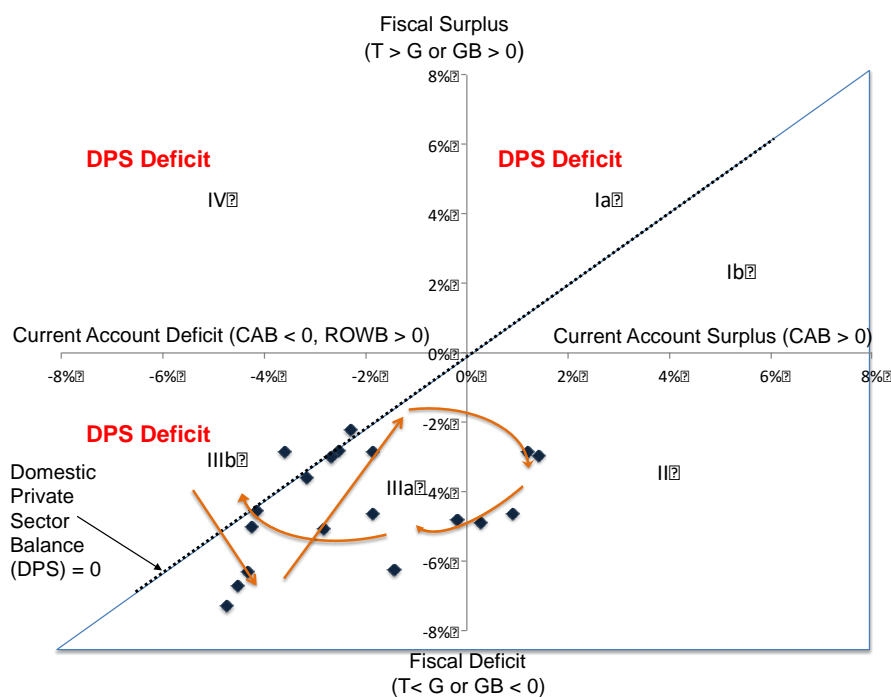 Fiscal Surplus
(T > G or GB > 0)
8%
DPS Deficit
DPS Deficit
6%
IV
Ia
4%
Ib
2%
Current Account Deficit (CAB < 0, ROWB > 0)
Current Account Surplus (CAB > 0)
0%
-8%
-6%
-4%
-2%
0%
2%
4%
6%
8%
-2%
DPS Deficit
IIIb
Domestic
Private
Sector
Balance
(DPS) = 0
IIIa
II
-4%
-6%
-8%
Fiscal Deficit
(T< G or GB < 0)